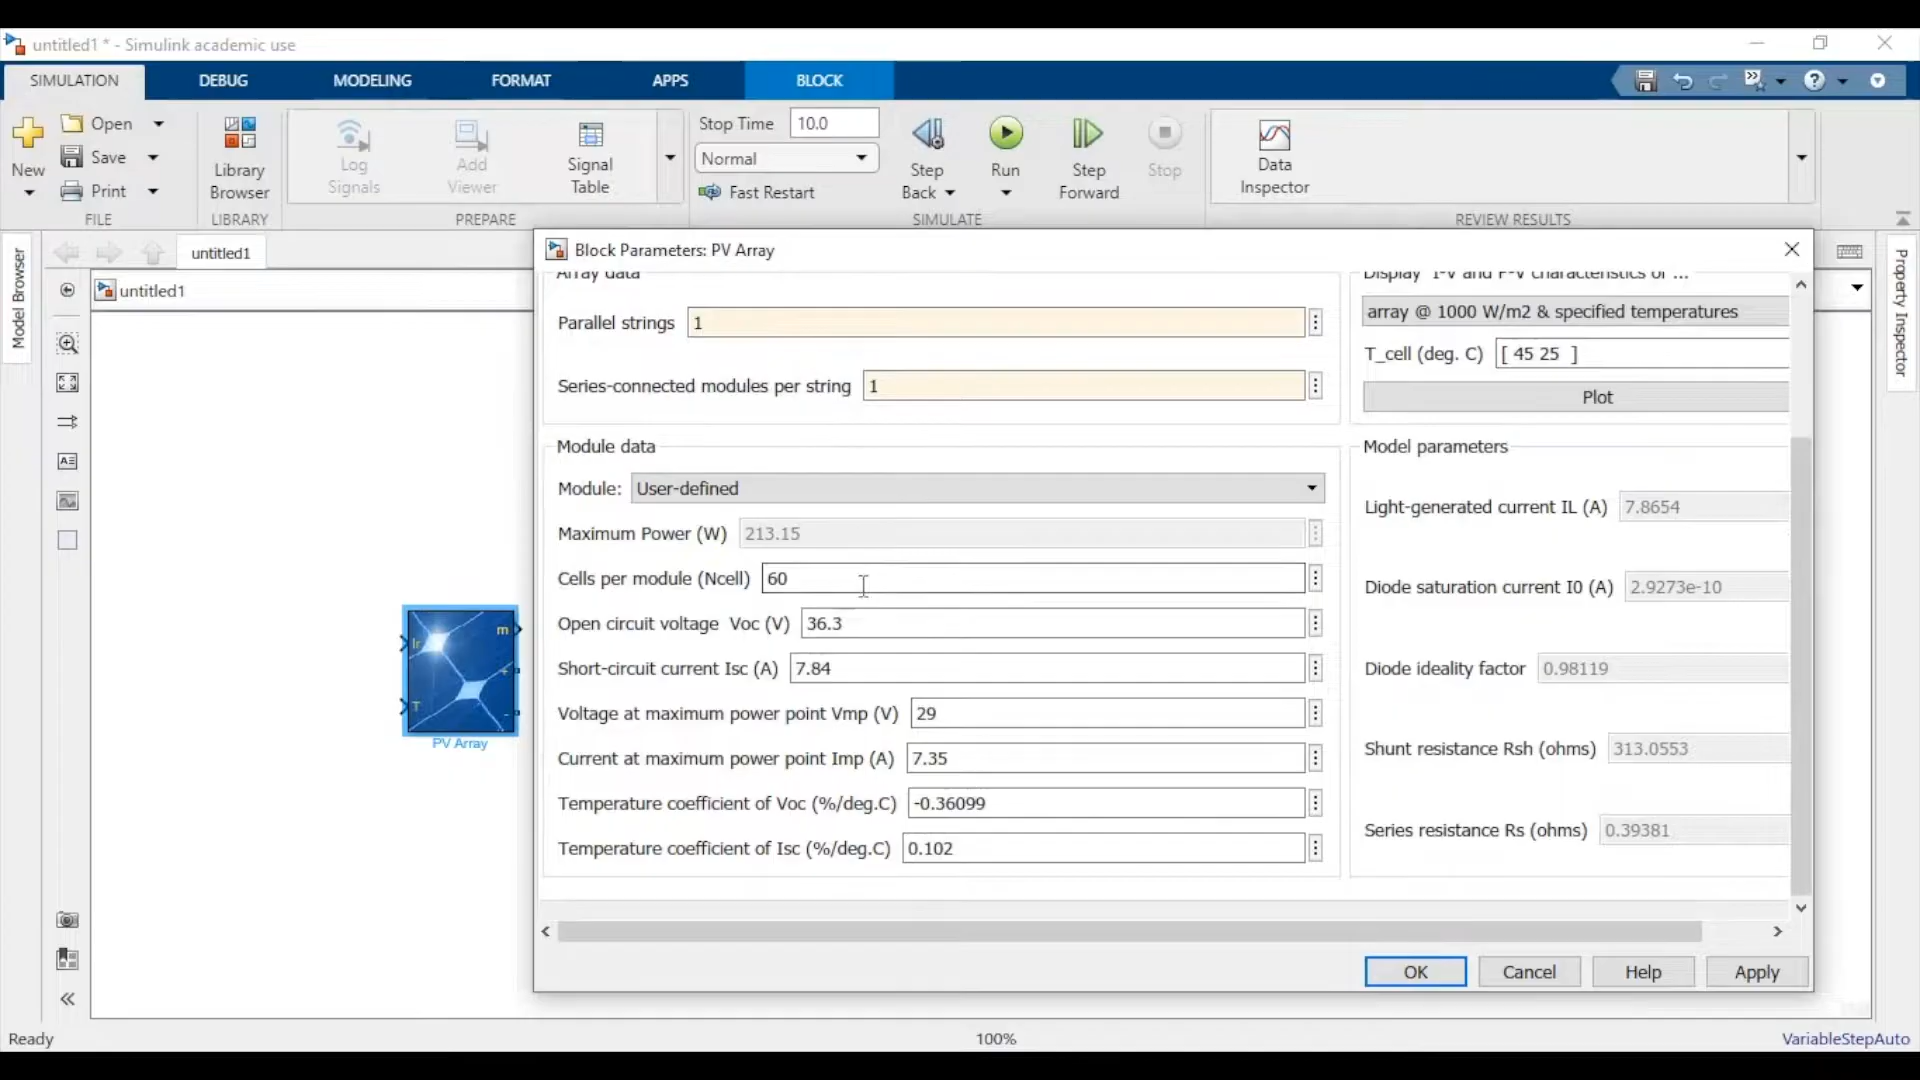 untitled1 * - Simulink academic use
SIMULATION DEBUG MODELING FORMAT APPS BLOCK
New
Open
Save
Print
FILE
Library Browser
LIBRARY
Log Signals
Add Viewer
Signal Table
PREPARE
Stop Time 10.0
Normal
Fast Restart
Step Back
Run
Step Forward
Stop
SIMULATE
Data Inspector
REVIEW RESULTS
Model Browser
untitled1
untitled1
Property Inspector
Ir
T
m
+
-
PV Array
Block Parameters: PV Array
Array data
Parallel strings 1
Series-connected modules per string 1
Display I-V and P-V characteristics of ...
array @ 1000 W/m2 & specified temperatures
T_cell (deg. C) [ 45 25 ]
Plot
Module data
Module: User-defined
Maximum Power (W) 213.15
Cells per module (Ncell) 60
Open circuit voltage Voc (V) 36.3
Short-circuit current Isc (A) 7.84
Voltage at maximum power point Vmp (V) 29
Current at maximum power point Imp (A) 7.35
Temperature coefficient of Voc (%/deg.C) -0.36099
Temperature coefficient of Isc (%/deg.C) 0.102
Model parameters
Light-generated current IL (A) 7.8654
Diode saturation current I0 (A) 2.9273e-10
Diode ideality factor 0.98119
Shunt resistance Rsh (ohms) 313.0553
Series resistance Rs (ohms) 0.39381
OK Cancel Help Apply
Ready 100% VariableStepAuto